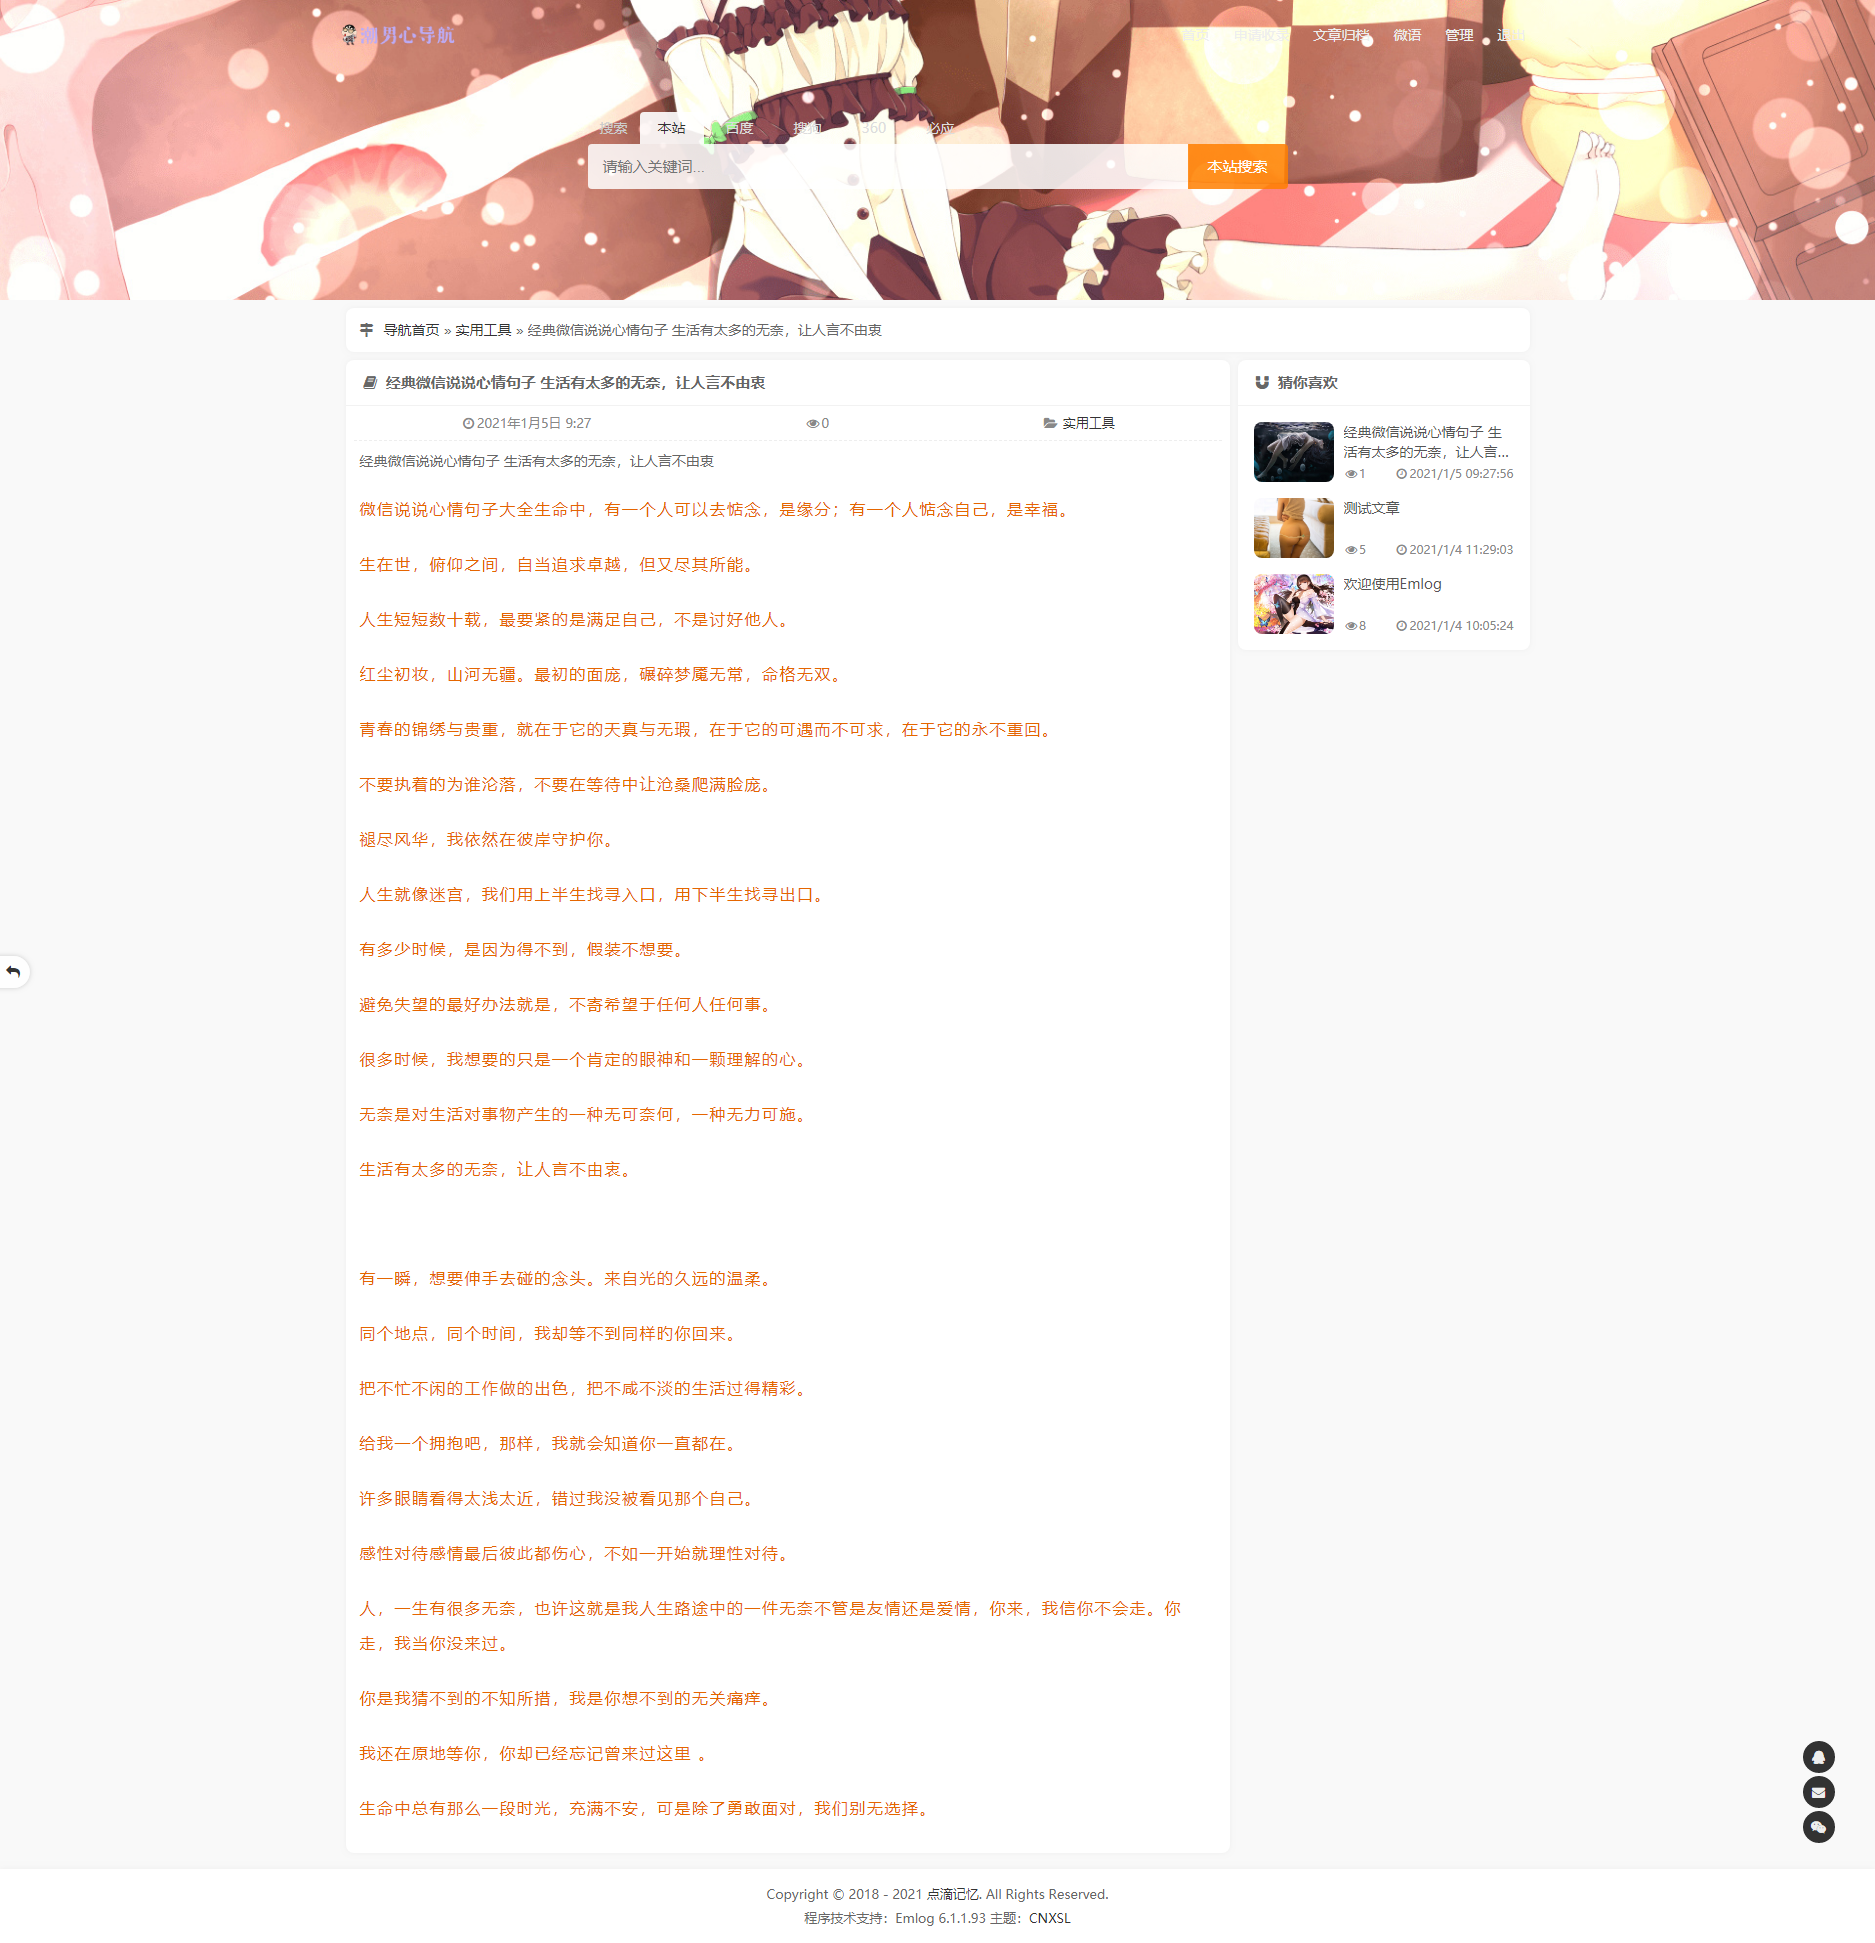 潮男心导航
首页 申请收录 文章归档 微语 管理 退出
搜索 本站 百度 搜狗 360 必应
请输入关键词... 本站搜索
导航首页 » 实用工具 » 经典微信说说心情句子 生活有太多的无奈，让人言不由衷
经典微信说说心情句子 生活有太多的无奈，让人言不由衷
2021年1月5日 9:27 0 实用工具
经典微信说说心情句子 生活有太多的无奈，让人言不由衷
微信说说心情句子大全生命中，有一个人可以去惦念，是缘分；有一个人惦念自己，是幸福。
生在世，俯仰之间，自当追求卓越，但又尽其所能。
人生短短数十载，最要紧的是满足自己，不是讨好他人。
红尘初妆，山河无疆。最初的面庞，碾碎梦魇无常，命格无双。
青春的锦绣与贵重，就在于它的天真与无瑕，在于它的可遇而不可求，在于它的永不重回。
不要执着的为谁沦落，不要在等待中让沧桑爬满脸庞。
褪尽风华，我依然在彼岸守护你。
人生就像迷宫，我们用上半生找寻入口，用下半生找寻出口。
有多少时候，是因为得不到，假装不想要。
避免失望的最好办法就是，不寄希望于任何人任何事。
很多时候，我想要的只是一个肯定的眼神和一颗理解的心。
无奈是对生活对事物产生的一种无可奈何，一种无力可施。
生活有太多的无奈，让人言不由衷。
有一瞬，想要伸手去碰的念头。来自光的久远的温柔。
同个地点，同个时间，我却等不到同样旳你回来。
把不忙不闲的工作做的出色，把不咸不淡的生活过得精彩。
给我一个拥抱吧，那样，我就会知道你一直都在。
许多眼睛看得太浅太近，错过我没被看见那个自己。
感性对待感情最后彼此都伤心，不如一开始就理性对待。
人，一生有很多无奈，也许这就是我人生路途中的一件无奈不管是友情还是爱情，你来，我信你不会走。你
走，我当你没来过。
你是我猜不到的不知所措，我是你想不到的无关痛痒。
我还在原地等你，你却已经忘记曾来过这里 。
生命中总有那么一段时光，充满不安，可是除了勇敢面对，我们别无选择。
猜你喜欢
经典微信说说心情句子 生
活有太多的无奈，让人言...
1 2021/1/5 09:27:56
测试文章
5 2021/1/4 11:29:03
欢迎使用Emlog
8 2021/1/4 10:05:24
Copyright © 2018 - 2021 点滴记忆. All Rights Reserved.
程序技术支持：Emlog 6.1.1.93 主题：CNXSL